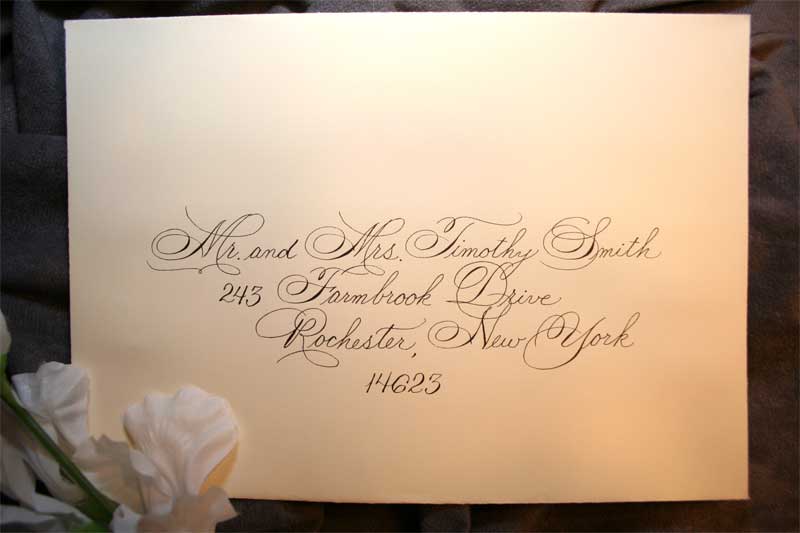 Mr. and Mrs. Timothy Smith
243 Farmbrook Drive
Rochester, New York
14623